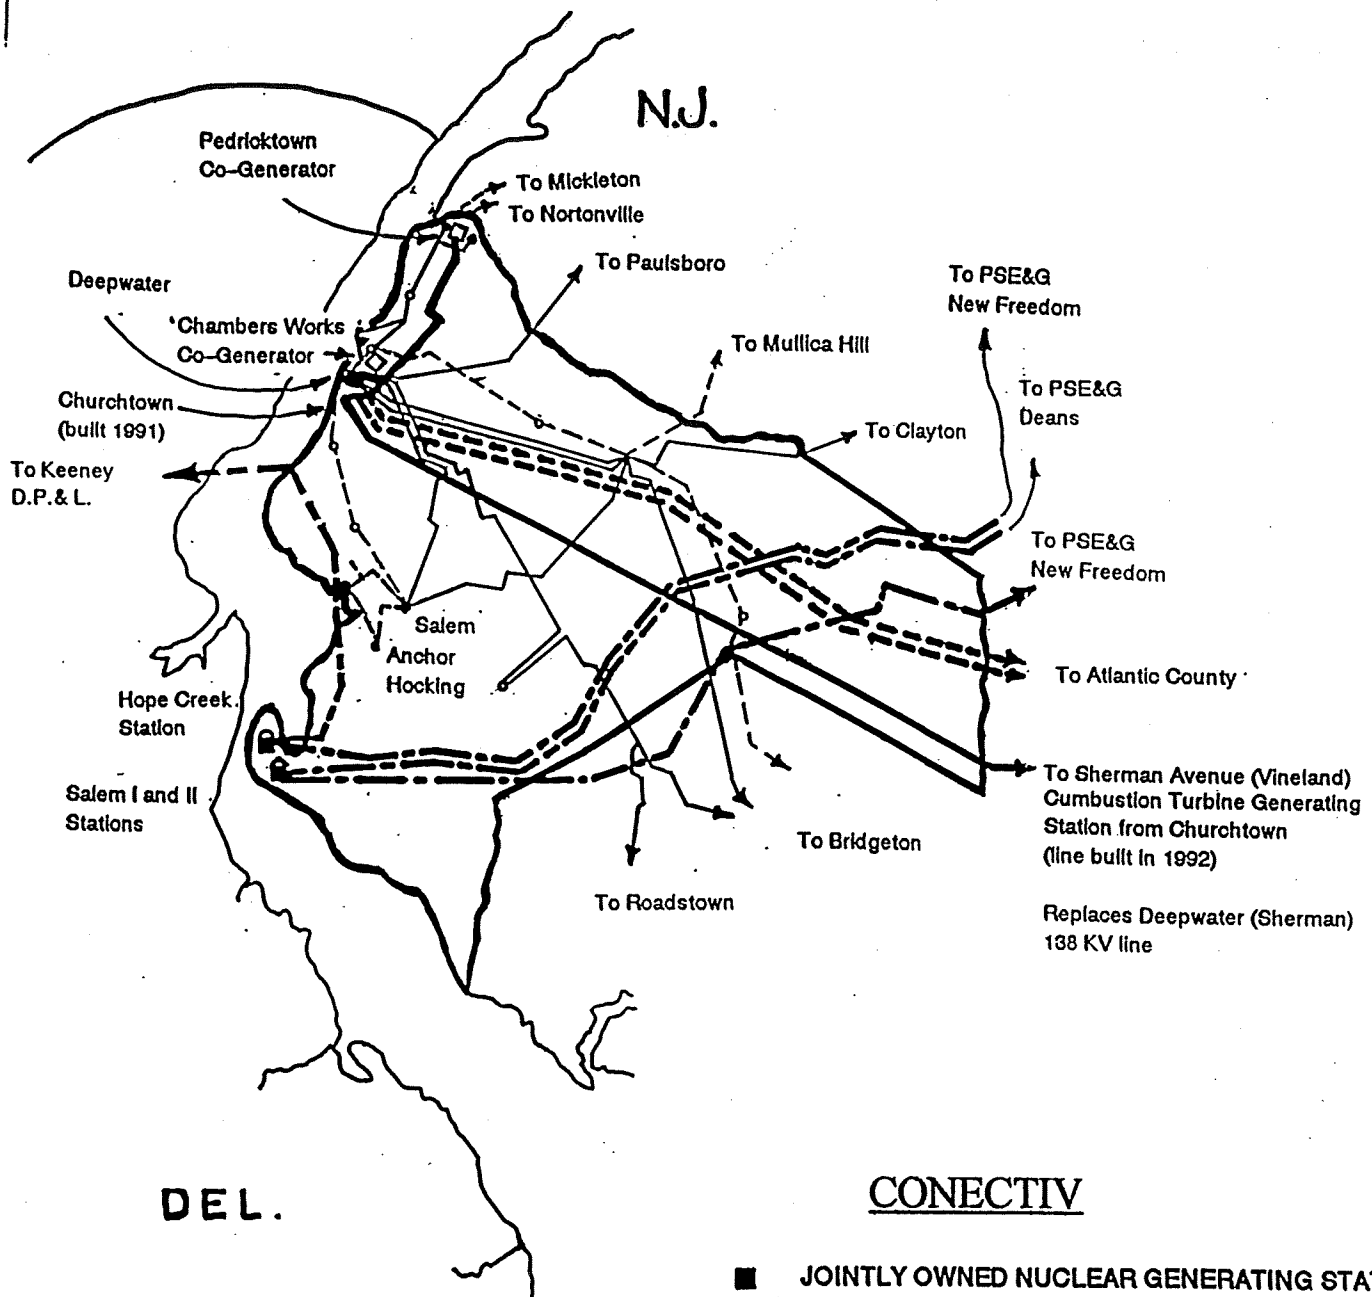 N.J.
Pedricktown
Co-Generator
To Mickleton
To Nortonville
To Paulsboro
To PSE&G
New Freedom
Deepwater
Chambers Works
Co-Generator
To Mullica Hill
To PSE&G
Deans
Churchtown
(built 1991)
To Clayton
To Keeney
D.P.& L.
To PSE&G
New Freedom
Salem
Anchor
Hocking
To Atlantic County
Hope Creek
Station
Salem I and II
Stations
To Sherman Avenue (Vineland)
Cumbustion Turbine Generating
Station from Churchtown
(line built in 1992)
To Bridgeton
To Roadstown
Replaces Deepwater (Sherman)
138 KV line
DEL.
CONECTIV
JOINTLY OWNED NUCLEAR GENERATING STA